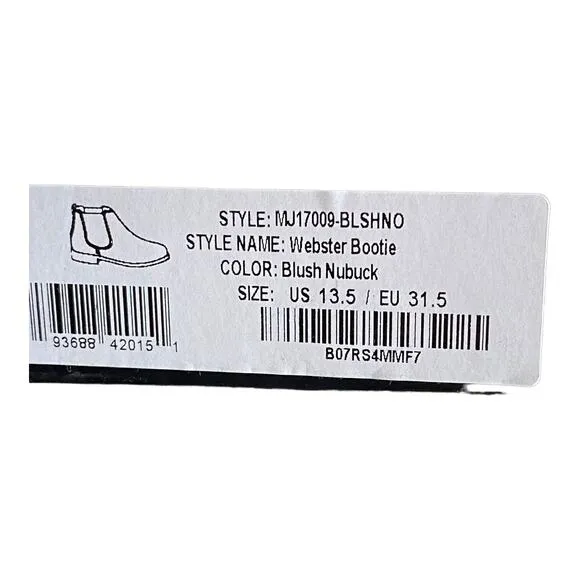 STYLE: MJ17009-BLSHNO
STYLE NAME: Webster Bootie
COLOR: Blush Nubuck
SIZE: US 13.5 / EU 31.5
93688 42015 1
B07RS4MMF7